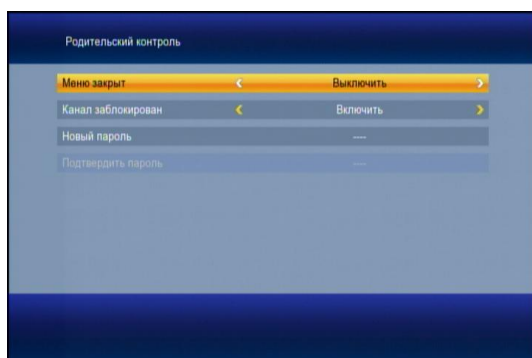 Родительский контроль
Меню закрыт Выключить
Канал заблокирован Включить
Новый пароль ----
Подтвердить пароль ----